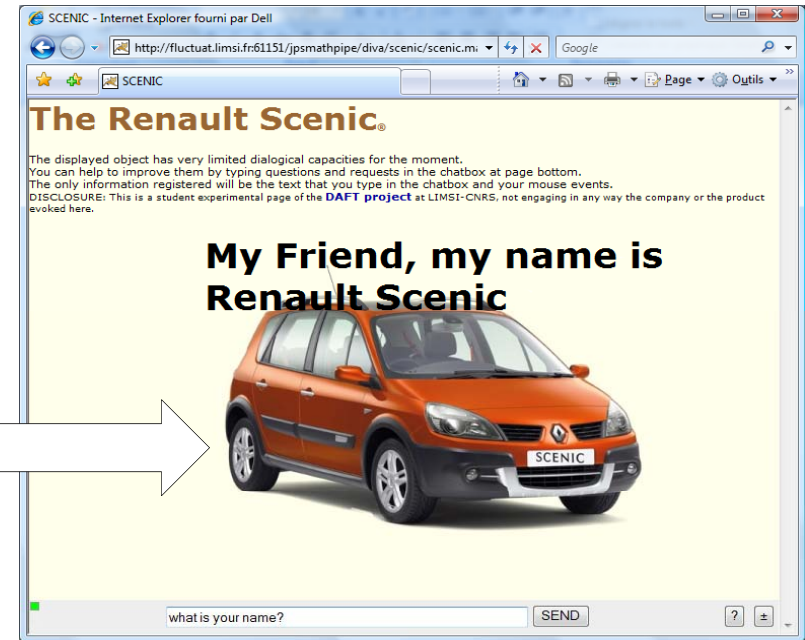 SCENIC - Internet Explorer fourni par Dell
http://fluctuat.limsi.fr:61151/jpsmathpipe/diva/scenic/scenic.m
Google
SCENIC
Page
Outils
The Renault Scenic®
The displayed object has very limited dialogical capacities for the moment.
You can help to improve them by typing questions and requests in the chatbox at page bottom.
The only information registered will be the text that you type in the chatbox and your mouse events.
DISCLOSURE: This is a student experimental page of the DAFT project at LIMSI-CNRS, not engaging in any way the company or the product
evoked here.
My Friend, my name is
Renault Scenic
SCENIC
what is your name?
SEND
?
±